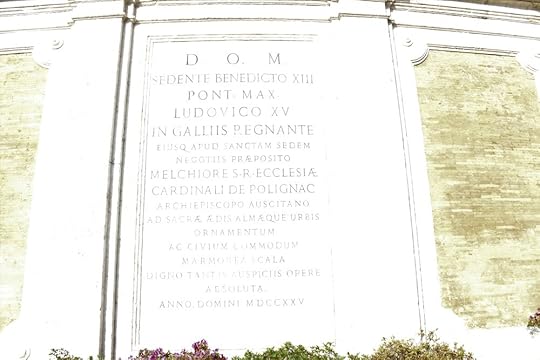 D O M
SEDENTE BENEDICTO XIII
PONT. MAX.
LUDOVICO XV
IN GALLIIS REGNANTE
EIUSQ APUD SANCTAM SEDEM
NEGOTIIS PRÆPOSITO
MELCHIORE S·R·ECCLESIÆ
CARDINALI DE POLIGNAC
ARCHIEPISCOPO AUSCITANO
AD SACRÆ ÆDIS ALMÆQUE URBIS
ORNAMENTUM
AC CIVIUM COMMODUM
MARMOREA SCALA
DIGNO TANTIS AUSPICIIS OPERE
ABSOLUTA.
ANNO. DOMINI MDCCXXV